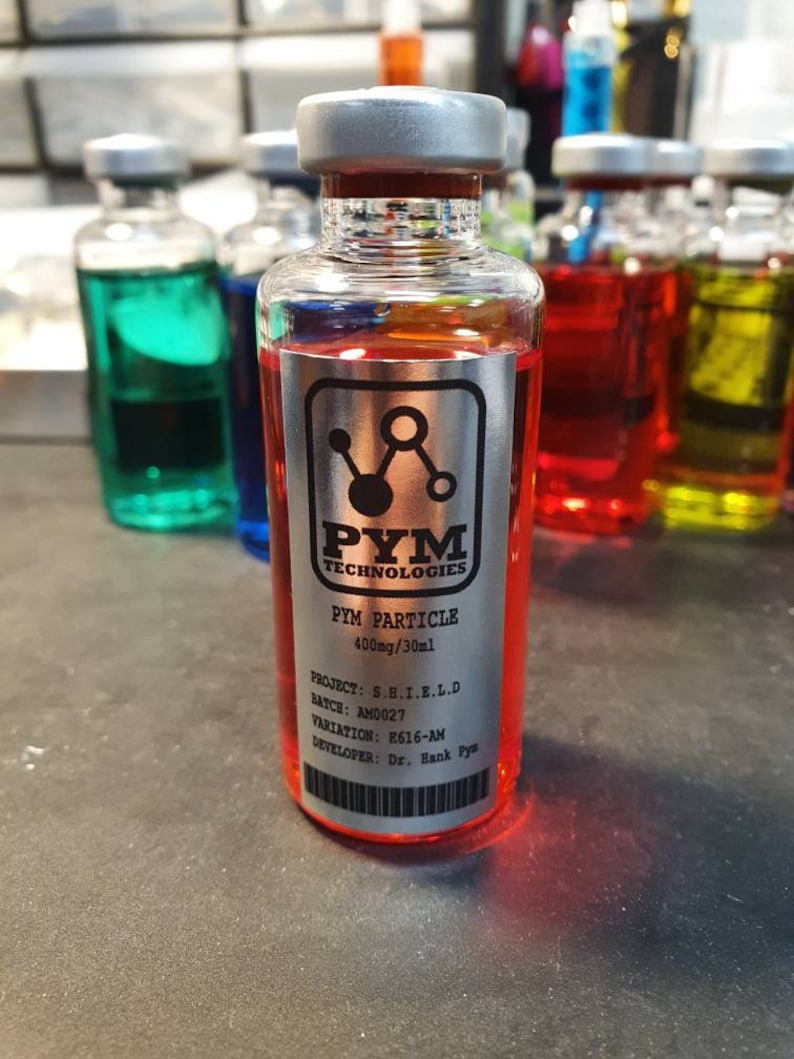 PYM
TECHNOLOGIES
PYM PARTICLE
400mg/30ml
PROJECT: S.H.I.E.L.D
BATCH: AM0027
VARIATION: E616-AM
DEVELOPER: Dr. Hank Pym